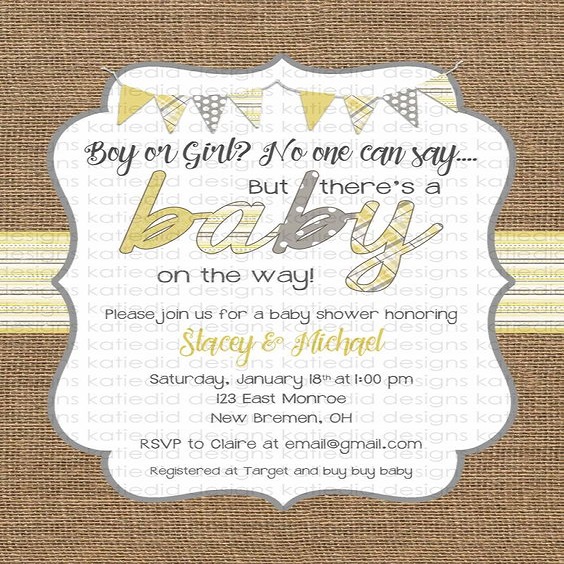 Boy or Girl? No one can say....
But there's a
baby
on the way!
Please join us for a baby shower honoring
Stacey & Michael
Saturday, January 18th at 1:00 pm
123 East Monroe
New Bremen, OH
RSVP to Claire at email@gmail.com
Registered at Target and buy buy baby
katiedid designs